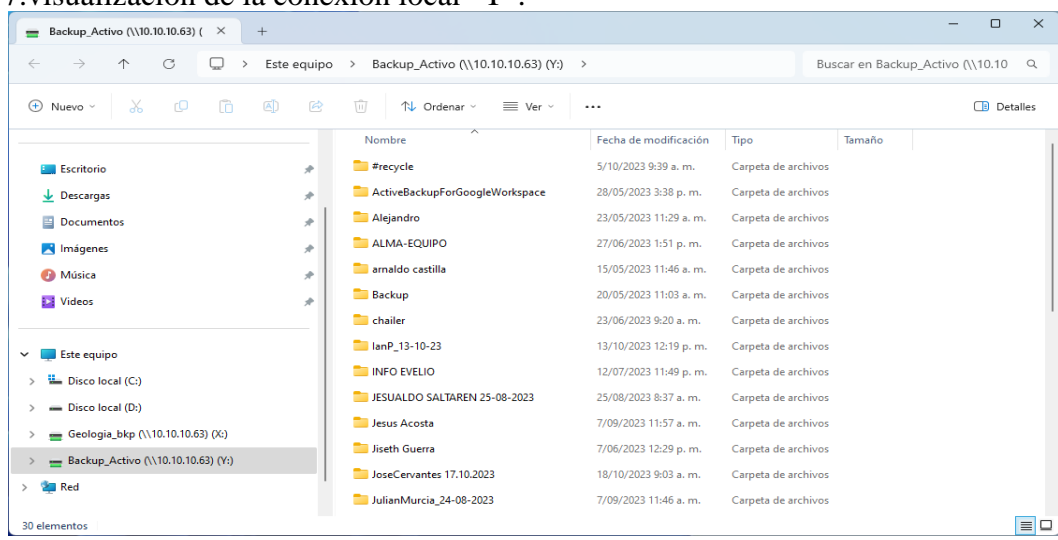 7.visualización de la conexión local "Y".
Backup_Activo (\\10.10.10.63) (
Este equipo > Backup_Activo (\\10.10.10.63) (Y:) >
Buscar en Backup_Activo (\\10.10
Nuevo
Ordenar
Ver
Detalles
Escritorio
Descargas
Documentos
Imágenes
Música
Videos
Este equipo
Disco local (C:)
Disco local (D:)
Geologia_bkp (\\10.10.10.63) (X:)
Backup_Activo (\\10.10.10.63) (Y:)
Red
Nombre Fecha de modificación Tipo Tamaño
#recycle 5/10/2023 9:39 a. m. Carpeta de archivos
ActiveBackupForGoogleWorkspace 28/05/2023 3:38 p. m. Carpeta de archivos
Alejandro 23/05/2023 11:29 a. m. Carpeta de archivos
ALMA-EQUIPO 27/06/2023 1:51 p. m. Carpeta de archivos
arnaldo castilla 15/05/2023 11:46 a. m. Carpeta de archivos
Backup 20/05/2023 11:03 a. m. Carpeta de archivos
chailer 23/06/2023 9:20 a. m. Carpeta de archivos
IanP_13-10-23 13/10/2023 12:19 p. m. Carpeta de archivos
INFO EVELIO 12/07/2023 11:49 p. m. Carpeta de archivos
JESUALDO SALTAREN 25-08-2023 25/08/2023 8:37 a. m. Carpeta de archivos
Jesus Acosta 7/09/2023 11:57 a. m. Carpeta de archivos
Jiseth Guerra 7/06/2023 12:29 p. m. Carpeta de archivos
JoseCervantes 17.10.2023 18/10/2023 9:03 a. m. Carpeta de archivos
JulianMurcia_24-08-2023 7/09/2023 11:46 a. m. Carpeta de archivos
30 elementos